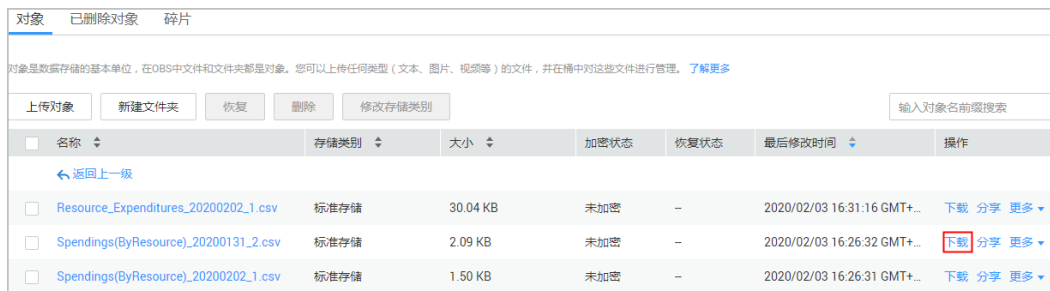 对象 已删除对象 碎片
对象是数据存储的基本单位，在OBS中文件和文件夹都是对象。您可以上传任何类型（文本、图片、视频等）的文件，并在桶中对这些文件进行管理。 了解更多
上传对象 新建文件夹 恢复 删除 修改存储类别 输入对象名前缀搜索
名称 存储类别 大小 加密状态 恢复状态 最后修改时间 操作
返回上一级
Resource_Expenditures_20200202_1.csv 标准存储 30.04 KB 未加密 -- 2020/02/03 16:31:16 GMT+... 下载 分享 更多
Spendings(ByResource)_20200131_2.csv 标准存储 2.09 KB 未加密 -- 2020/02/03 16:26:32 GMT+... 下载 分享 更多
Spendings(ByResource)_20200202_1.csv 标准存储 1.50 KB 未加密 -- 2020/02/03 16:26:31 GMT+... 下载 分享 更多